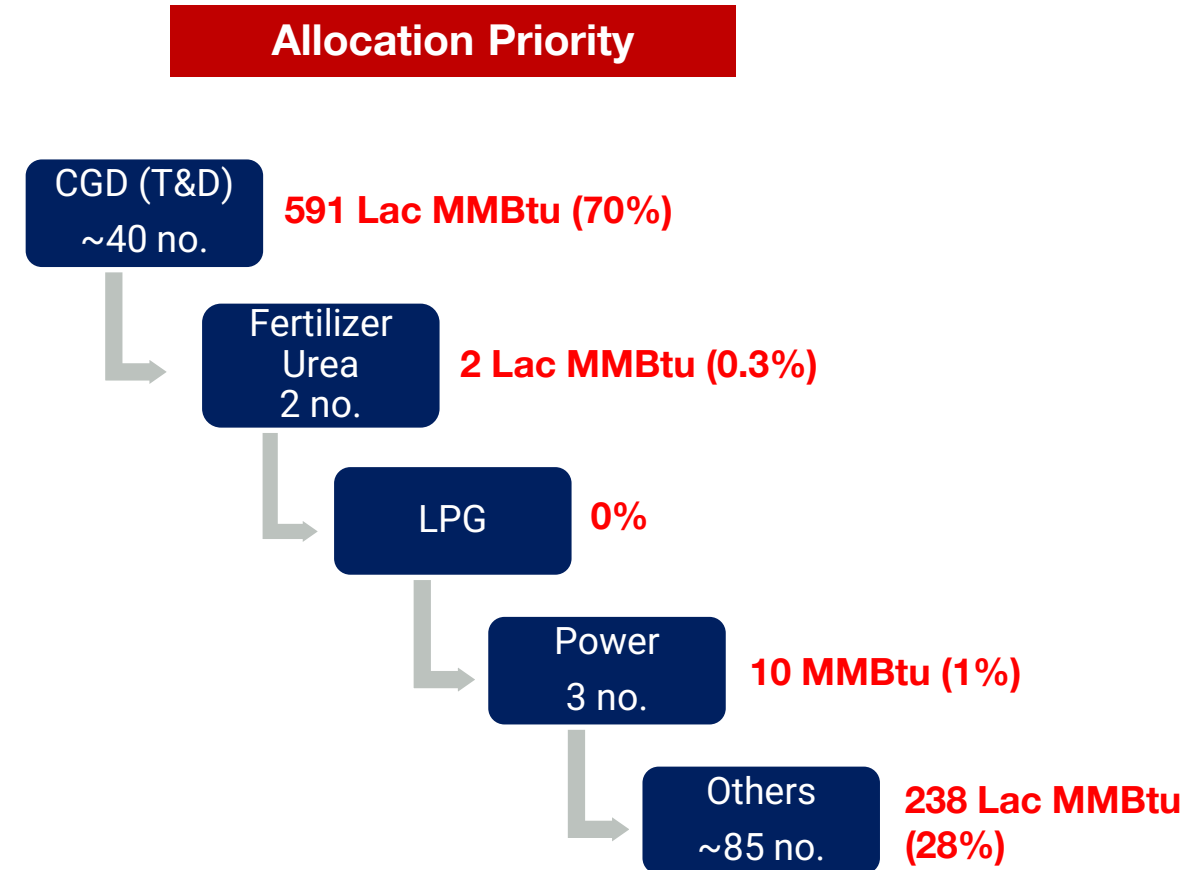 Allocation Priority
CGD (T&D)
~40 no.
591 Lac MMBtu (70%)
Fertilizer
Urea
2 no.
2 Lac MMBtu (0.3%)
LPG
0%
Power
3 no.
10 MMBtu (1%)
Others
~85 no.
238 Lac MMBtu
(28%)